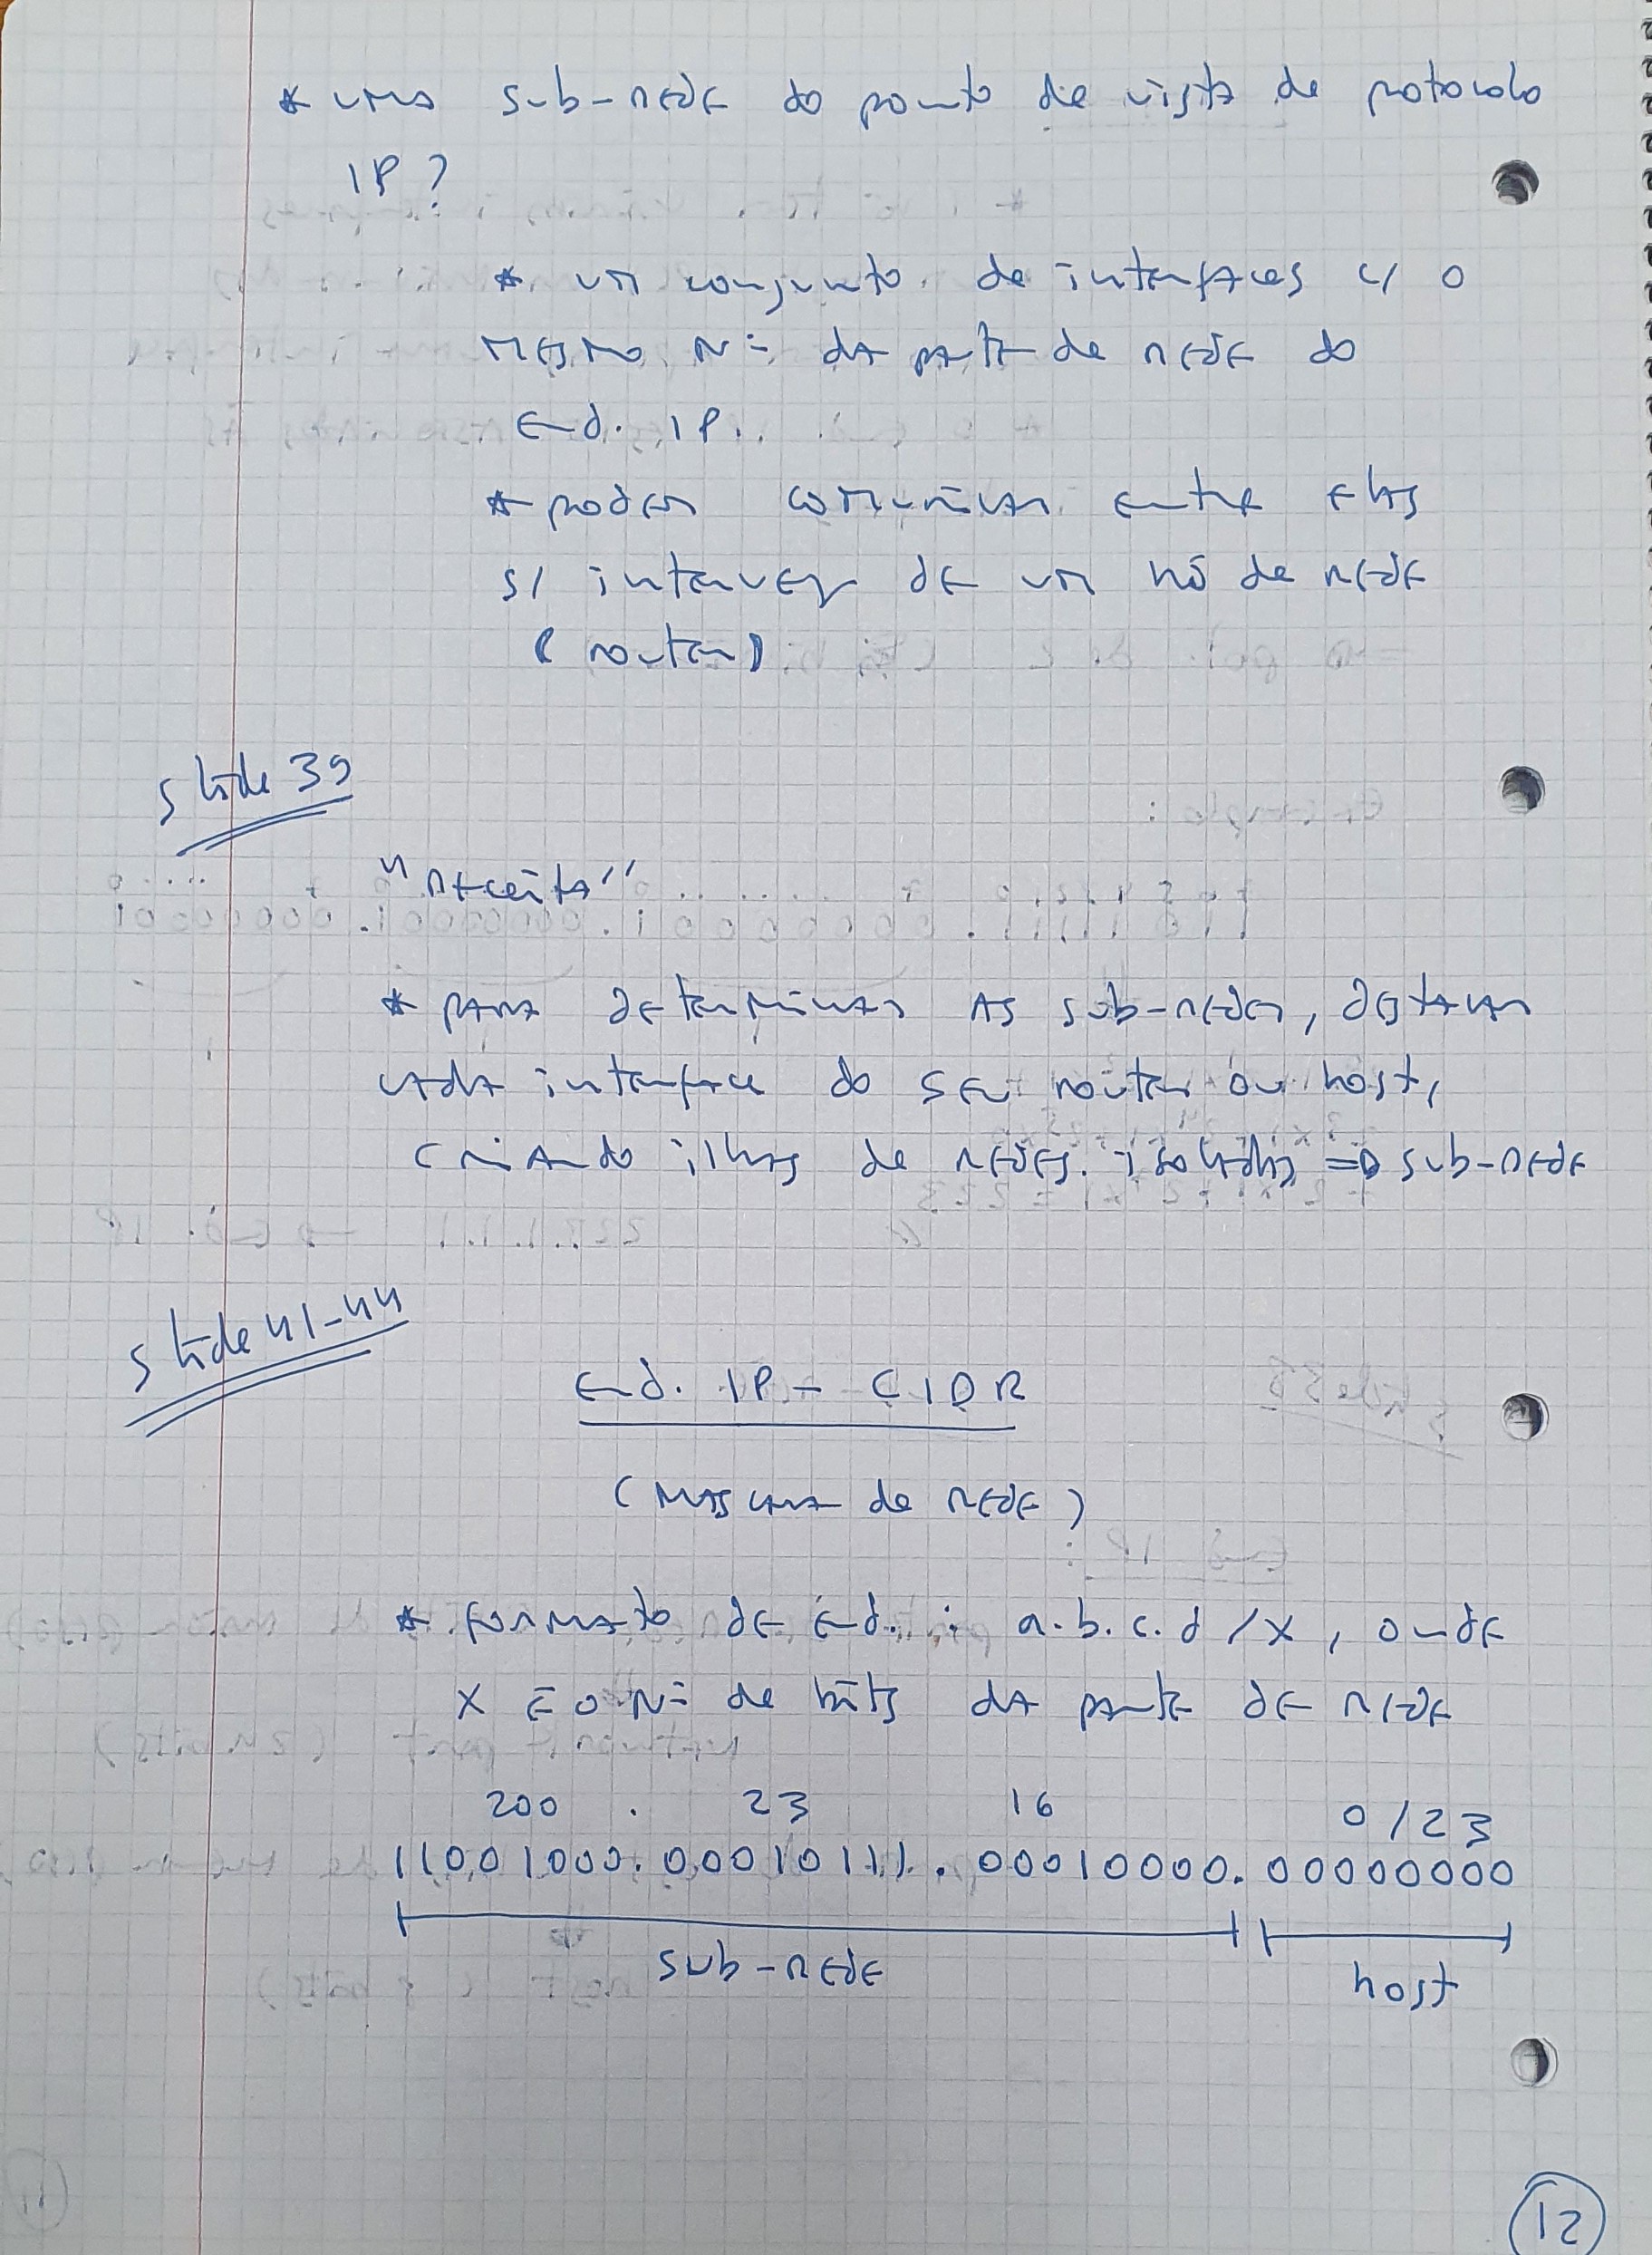 * uma sub-rede do ponto de vista de protocolo
IP?
* um conjunto de interfaces c/ o
mesmo Nº da parte de rede do
End. IP.
* podem comunicar entre elas
s/ interver de um nó de rede
(router)
slide 39
"receita"
* para determinar as sub-redes, destacar
cada interface do seu router ou host,
criando ilhas de redes isoladas => sub-rede
slide 41-44
End. IP - CIDR
(mascara de rede)
* formato de End. : a.b.c.d/x, onde
x é o Nº de bits da parte de rede
200 . 23 16 0/23
11001000.00010111.00010000.00000000
sub-rede host
12